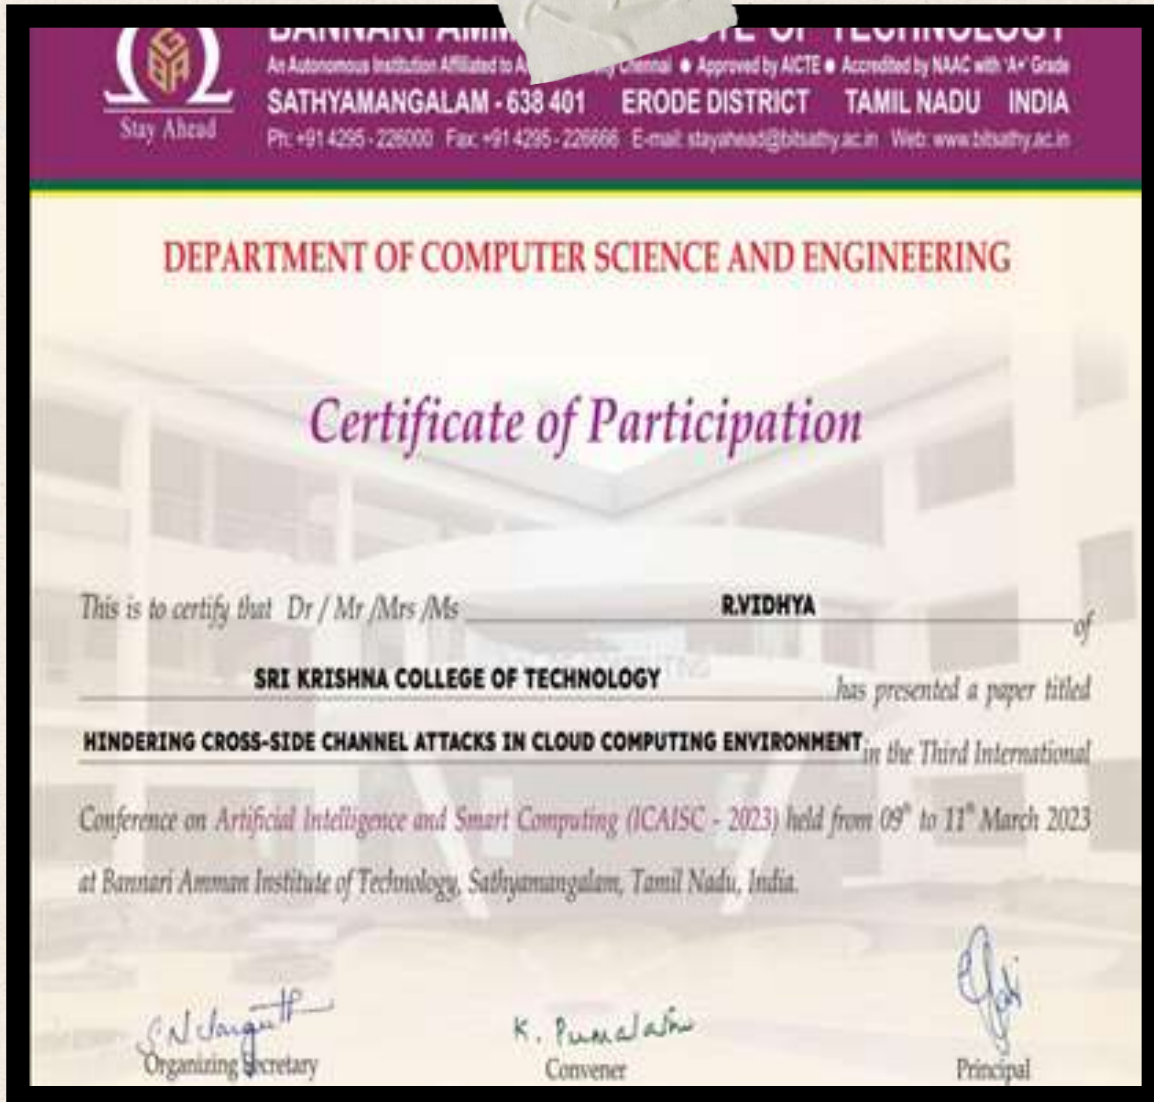 BANNARI AMM TE OF TECHNOLOGY
An Autonomous Institution Affiliated to A Chennai ● Approved by AICTE ● Accredited by NAAC with 'A+' Grade
SATHYAMANGALAM - 638 401 ERODE DISTRICT TAMIL NADU INDIA
Stay Ahead
Ph: +91 4295 - 226000 Fax: +91 4295 - 226666 E-mail: stayahead@bitsathy.ac.in Web: www.bitsathy.ac.in
DEPARTMENT OF COMPUTER SCIENCE AND ENGINEERING
Certificate of Participation
This is to certify that Dr / Mr /Mrs /Ms R.VIDHYA of
SRI KRISHNA COLLEGE OF TECHNOLOGY has presented a paper titled
HINDERING CROSS-SIDE CHANNEL ATTACKS IN CLOUD COMPUTING ENVIRONMENT in the Third International
Conference on Artificial Intelligence and Smart Computing (ICAISC - 2023) held from 09th to 11th March 2023
at Bannari Amman Institute of Technology, Sathyamangalam, Tamil Nadu, India.
K.
Organizing Secretary Convener Principal